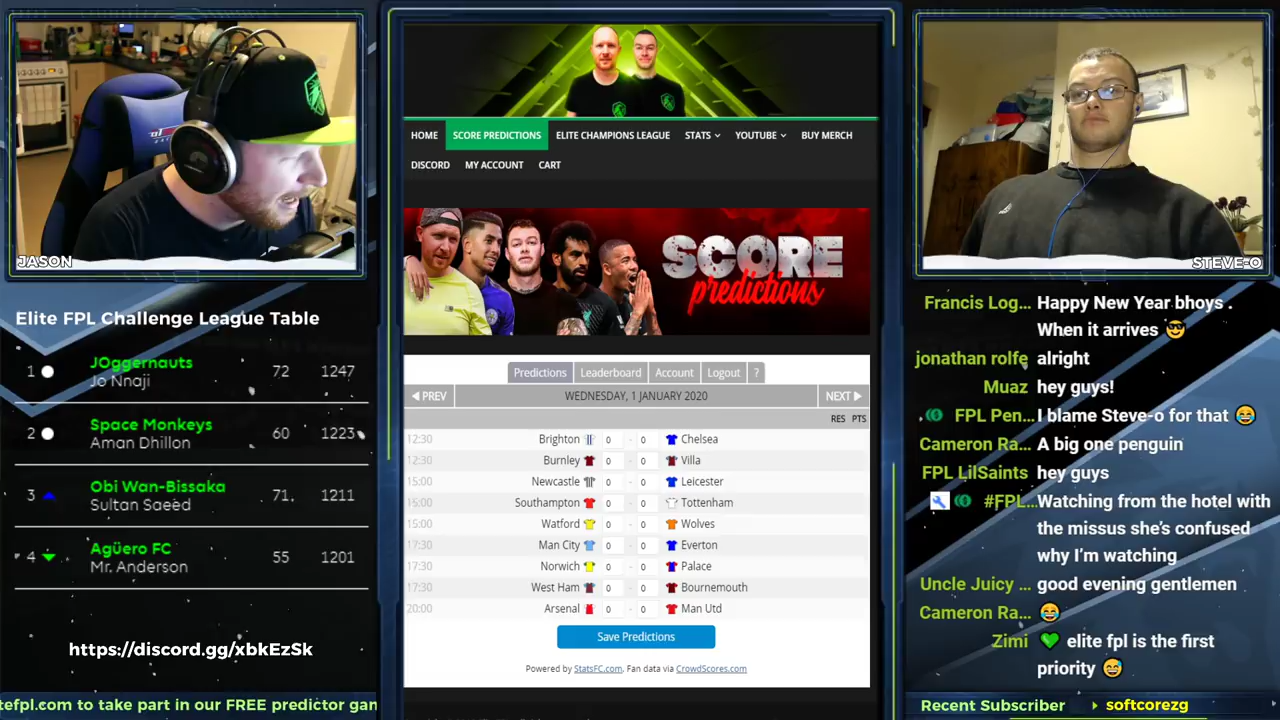 JASON
STEVE-O
HOME SCORE PREDICTIONS ELITE CHAMPIONS LEAGUE STATS YOUTUBE BUY MERCH
DISCORD MY ACCOUNT CART
SCORE
predictions
Elite FPL Challenge League Table
1 JOggernauts 72 1247
Jo Nnaji
2 Space Monkeys 60 1223
Aman Dhillon
3 Obi Wan-Bissaka 71 1211
Sultan Saeed
4 Agüero FC 55 1201
Mr. Anderson
https://discord.gg/xbkEzSk
tefpl.com to take part in our FREE predictor gam
Predictions Leaderboard Account Logout ?
PREV WEDNESDAY, 1 JANUARY 2020 NEXT
RES PTS
12:30 Brighton 0 - 0 Chelsea
12:30 Burnley 0 - 0 Villa
15:00 Newcastle 0 - 0 Leicester
15:00 Southampton 0 - 0 Tottenham
15:00 Watford 0 - 0 Wolves
17:30 Man City 0 - 0 Everton
17:30 Norwich 0 - 0 Palace
17:30 West Ham 0 - 0 Bournemouth
20:00 Arsenal 0 - 0 Man Utd
Save Predictions
Powered by StatsFC.com. Fan data via CrowdScores.com
Francis Log... Happy New Year bhoys .
When it arrives 😎
jonathan rolfe alright
Muaz hey guys!
FPL Pen... I blame Steve-o for that 😂
Cameron Ra... A big one penguin
FPL LilSaints hey guys
#FPL... Watching from the hotel with
the missus she's confused
why I'm watching
Uncle Juicy ... good evening gentlemen
Cameron Ra... 😂
Zimi 💚 elite fpl is the first
priority 😅
Recent Subscriber softcorezg